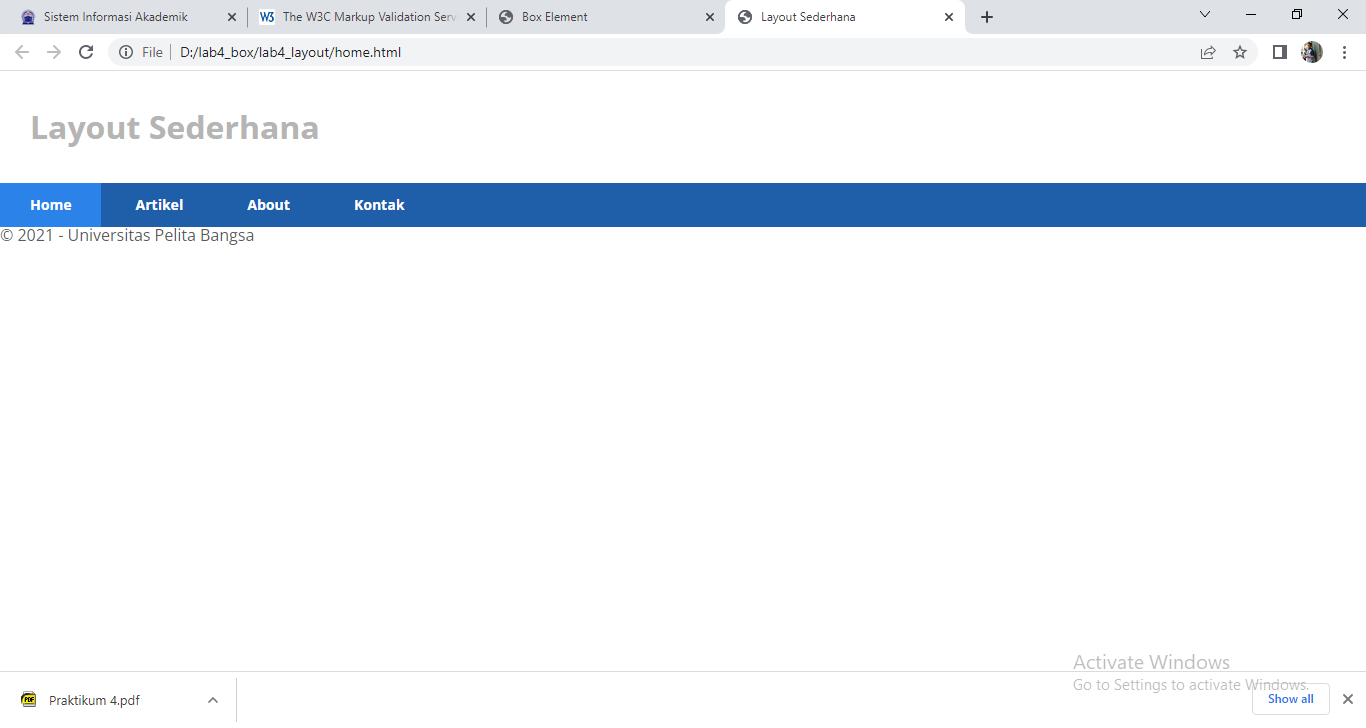 Sistem Informasi Akademik
W3 The W3C Markup Validation Serv
Box Element
Layout Sederhana
File D:/lab4_box/lab4_layout/home.html
Layout Sederhana
Home Artikel About Kontak
© 2021 - Universitas Pelita Bangsa
Activate Windows
Go to Settings to activate Windows.
PDF Praktikum 4.pdf
Show all